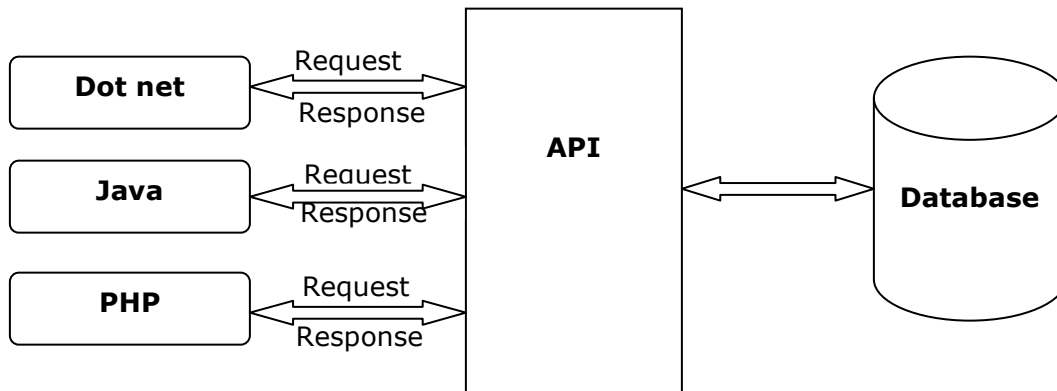 Dot net
Request
Response
Java
Request
Response
PHP
Request
Response
API
Database